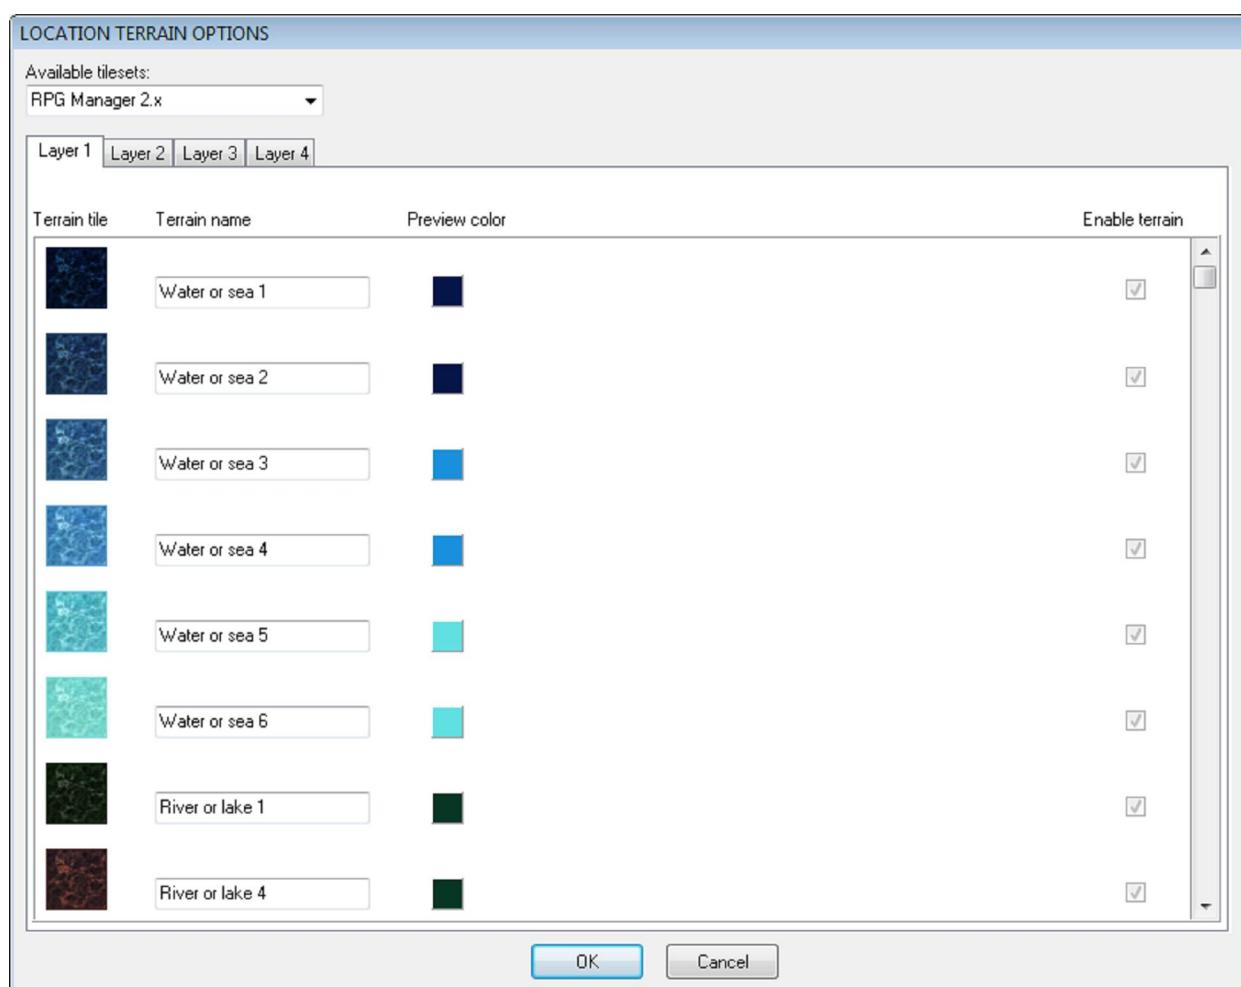 LOCATION TERRAIN OPTIONS
Available tilesets:
RPG Manager 2.x
Layer 1 Layer 2 Layer 3 Layer 4
Terrain tile Terrain name Preview color Enable terrain
Water or sea 1
Water or sea 2
Water or sea 3
Water or sea 4
Water or sea 5
Water or sea 6
River or lake 1
River or lake 4
OK Cancel